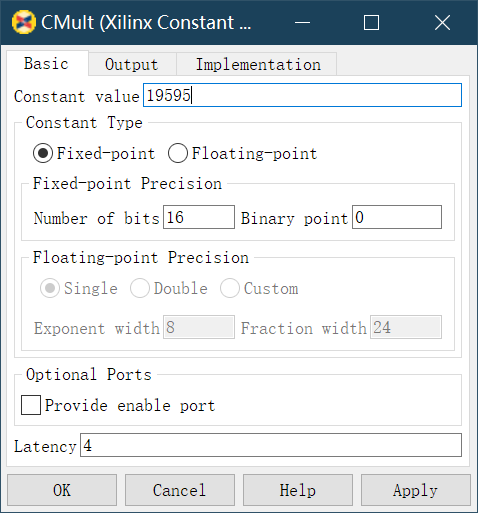 CMult (Xilinx Constant ...
Basic Output Implementation
Constant value 19595
Constant Type
Fixed-point Floating-point
Fixed-point Precision
Number of bits 16 Binary point 0
Floating-point Precision
Single Double Custom
Exponent width 8 Fraction width 24
Optional Ports
Provide enable port
Latency 4
OK Cancel Help Apply